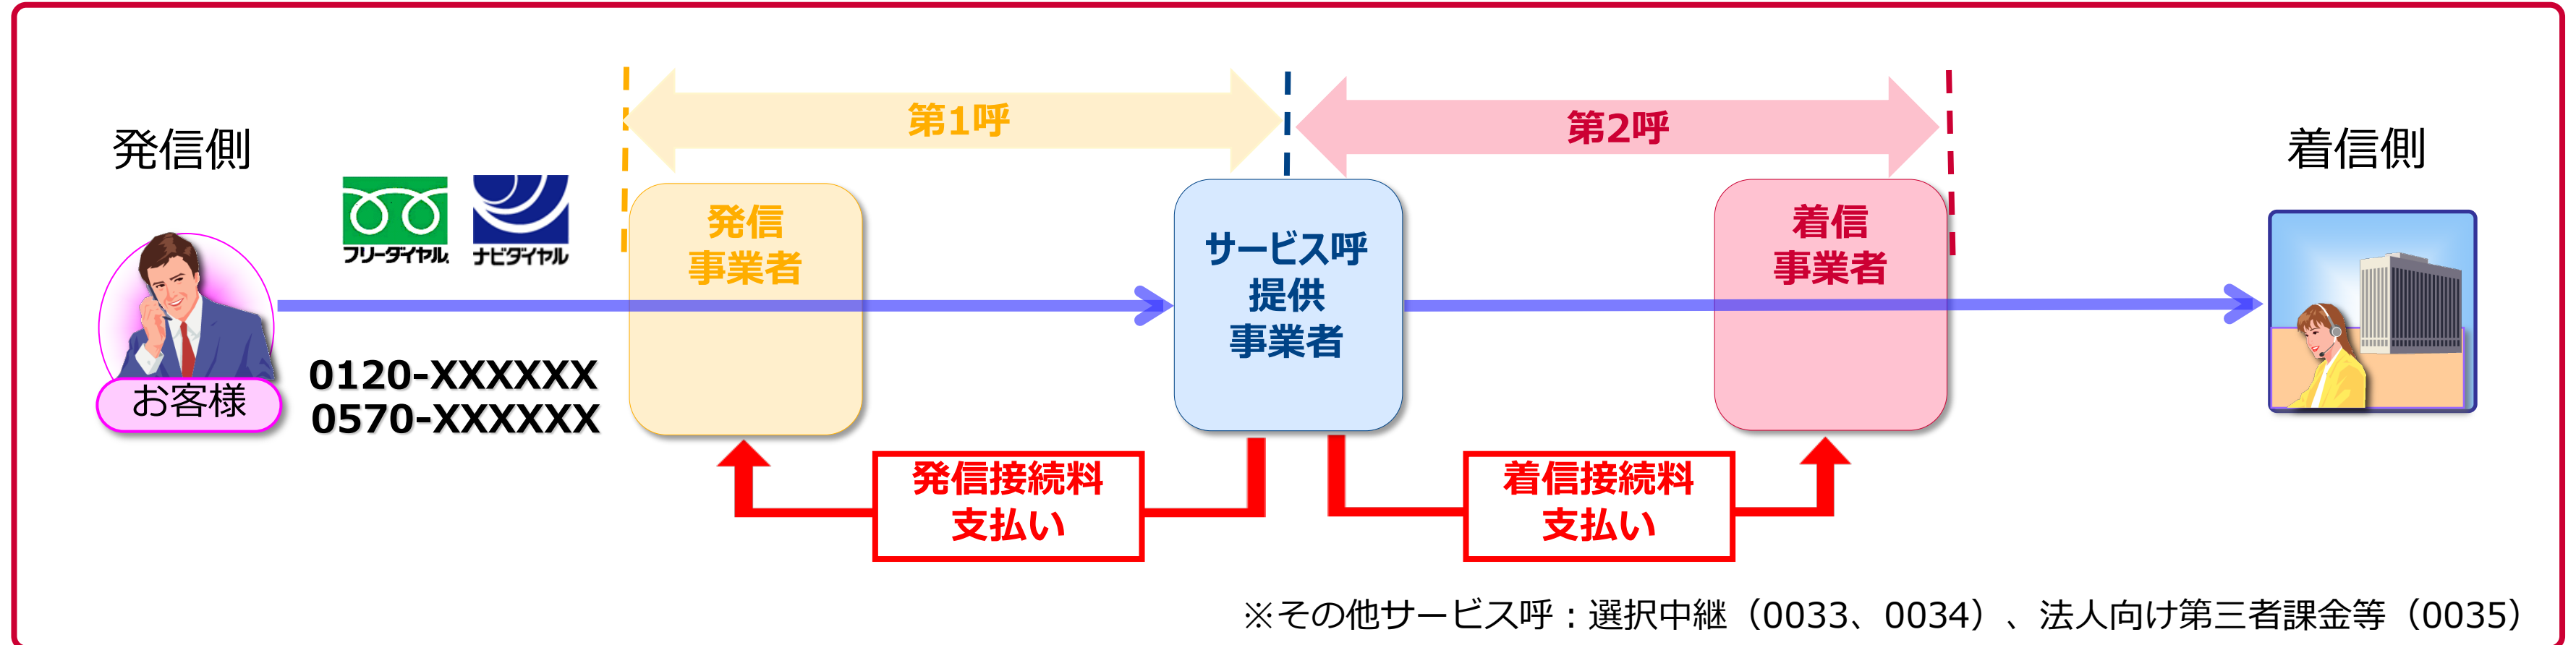 第1呼
第2呼
発信側
着信側
フリーダイヤル
ナビダイヤル
発信
事業者
サービス呼
提供
事業者
着信
事業者
お客様
0120-XXXXXX
0570-XXXXXX
発信接続料
支払い
着信接続料
支払い
※その他サービス呼：選択中継（0033、0034）、法人向け第三者課金等（0035）